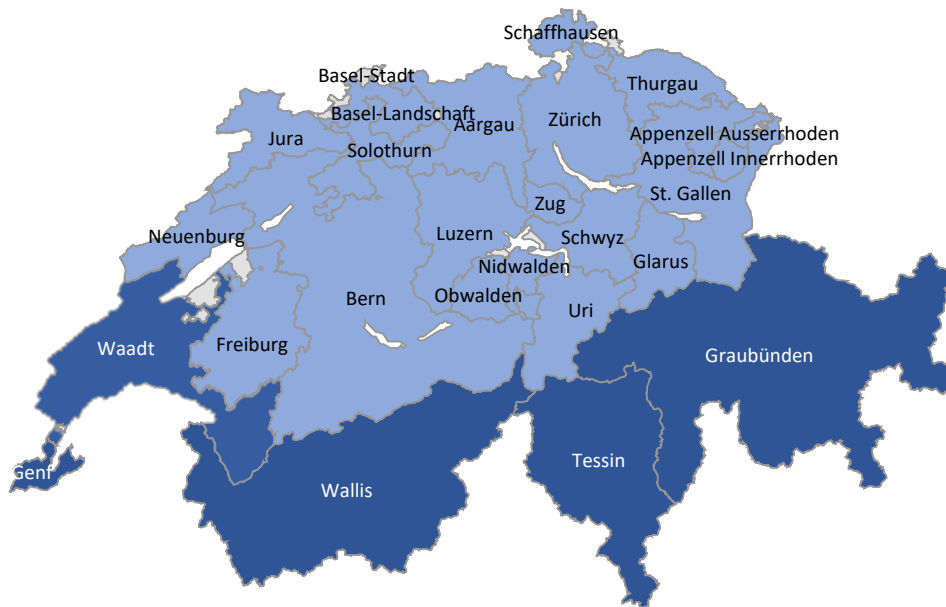 Schaffhausen
Basel-Stadt
Thurgau
Basel-Landschaft
Aargau
Zürich
Appenzell Ausserrhoden
Jura
Solothurn
Appenzell Innerrhoden
St. Gallen
Zug
Neuenburg
Luzern
Schwyz
Nidwalden
Glarus
Bern
Obwalden
Uri
Waadt
Freiburg
Graubünden
Genf
Tessin
Wallis